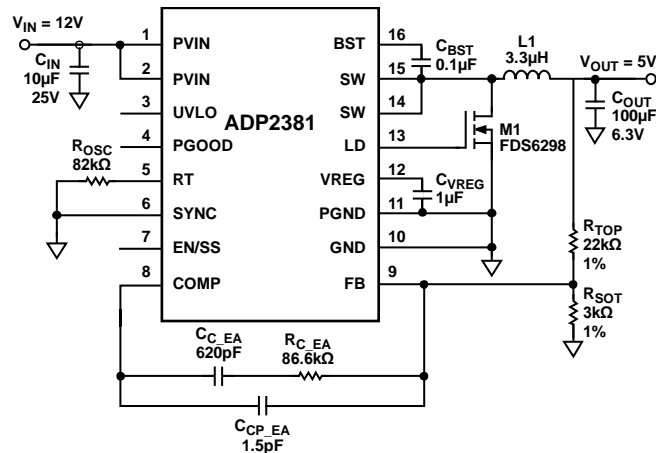 V_IN = 12V
C_IN
10µF
25V
1
PVIN
2
PVIN
3
UVLO
4
PGOOD
R_OSC
82kΩ
5
RT
6
SYNC
7
EN/SS
8
COMP
ADP2381
16
BST
15
SW
14
SW
13
LD
12
VREG
11
PGND
10
GND
9
FB
C_BST
0.1µF
L1
3.3µH
V_OUT = 5V
C_OUT
100µF
6.3V
M1
FDS6298
C_VREG
1µF
R_TOP
22kΩ
1%
R_SOT
3kΩ
1%
C_C_EA
620pF
R_C_EA
86.6kΩ
C_CP_EA
1.5pF